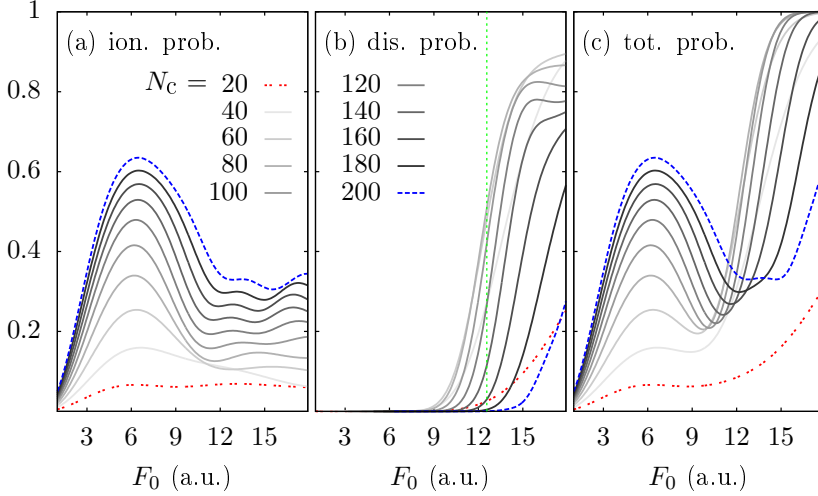 1
0.8
0.6
0.4
0.2
(a) ion. prob.
N_C = 20
40
60
80
100
3 6 9 12 15
F_0 (a.u.)
(b) dis. prob.
120
140
160
180
200
3 6 9 12 15
F_0 (a.u.)
(c) tot. prob.
3 6 9 12 15
F_0 (a.u.)